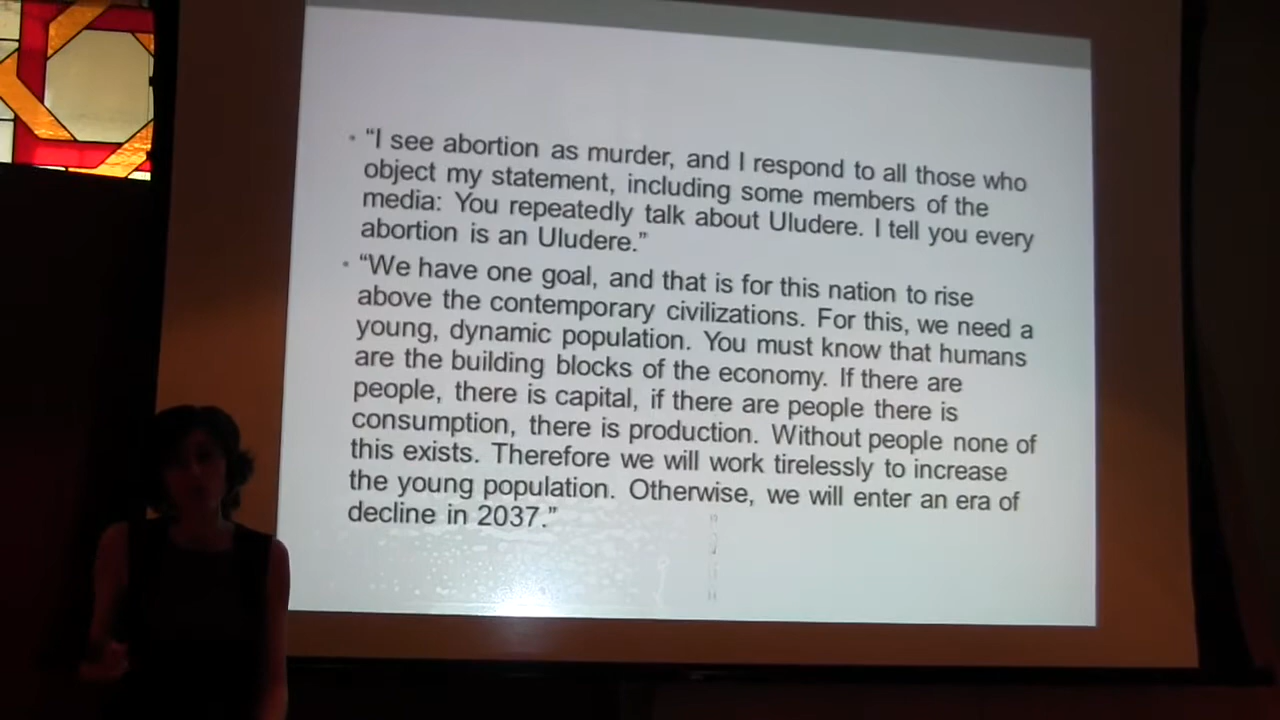 • “I see abortion as murder, and I respond to all those who
object my statement, including some members of the
media: You repeatedly talk about Uludere. I tell you every
abortion is an Uludere.”
• “We have one goal, and that is for this nation to rise
above the contemporary civilizations. For this, we need a
young, dynamic population. You must know that humans
are the building blocks of the economy. If there are
people, there is capital, if there are people there is
consumption, there is production. Without people none of
this exists. Therefore we will work tirelessly to increase
the young population. Otherwise, we will enter an era of
decline in 2037.”